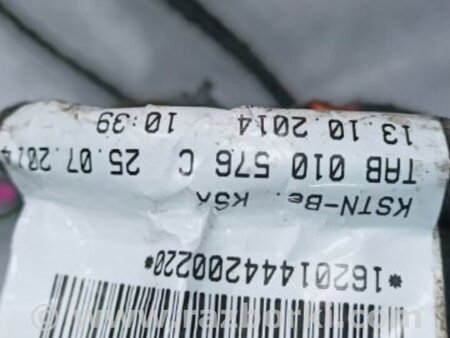 *16201444200220*
KSTN-Be. KSK
TAB 010 576 C 25.07.2014
13.10.2014 10:39
www.razborki.com